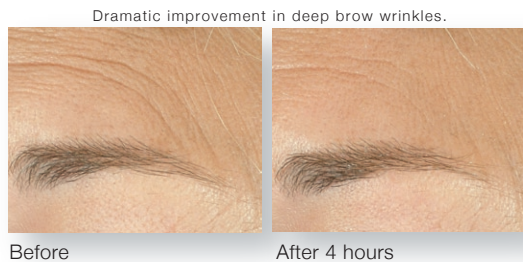 Dramatic improvement in deep brow wrinkles.
Before
After 4 hours